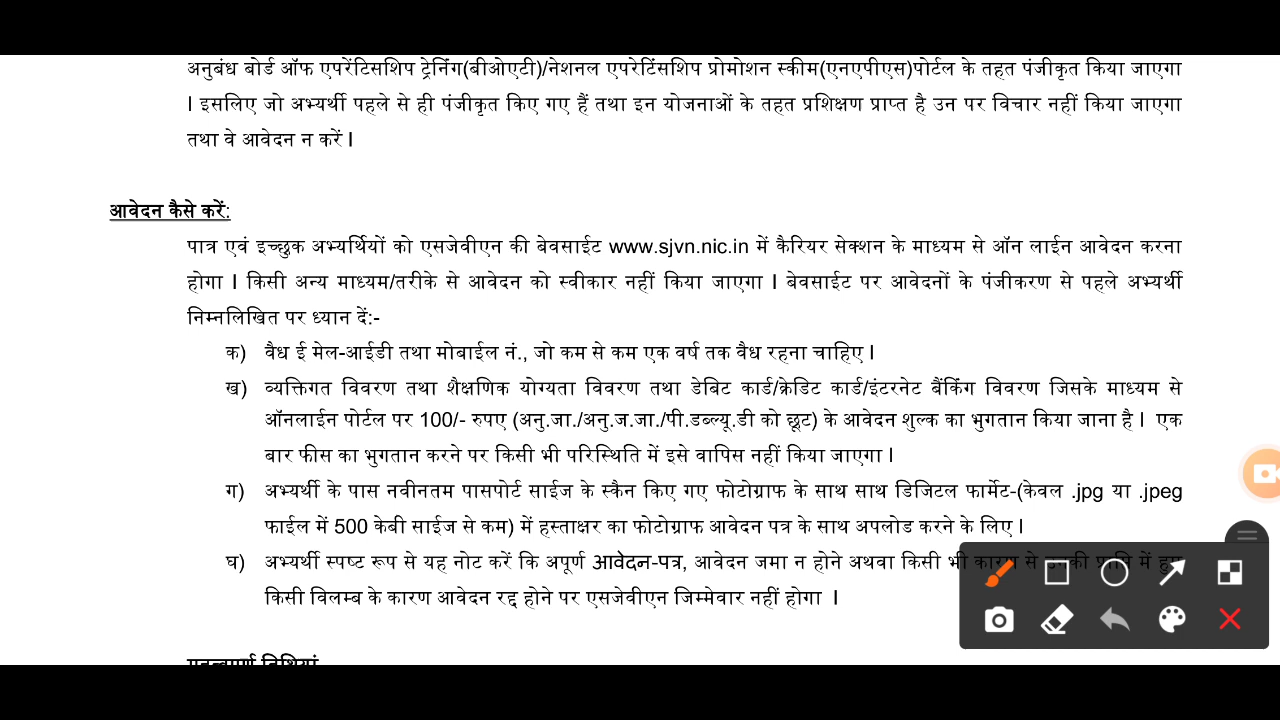 अनुबंध बोर्ड ऑफ एपरेंटिसशिप ट्रेनिंग(बीओएटी)/नेशनल एपरेटिंसशिप प्रोमोशन स्कीम(एनएपीएस)पोर्टल के तहत पंजीकृत किया जाएगा
l इसलिए जो अभ्यर्थी पहले से ही पंजीकृत किए गए हैं तथा इन योजनाओं के तहत प्रशिक्षण प्राप्त है उन पर विचार नहीं किया जाएगा
तथा वे आवेदन न करें l
आवेदन कैसे करें:
पात्र एवं इच्छुक अभ्यर्थियों को एसजेवीएन की बेवसाईट www.sjvn.nic.in में कैरियर सेक्शन के माध्यम से ऑन लाईन आवेदन करना
होगा l किसी अन्य माध्यम/तरीके से आवेदन को स्वीकार नहीं किया जाएगा l बेवसाईट पर आवेदनों के पंजीकरण से पहले अभ्यर्थी
निम्नलिखित पर ध्यान दें:-
क) वैध ई मेल-आईडी तथा मोबाईल नं., जो कम से कम एक वर्ष तक वैध रहना चाहिए l
ख) व्यक्तिगत विवरण तथा शैक्षणिक योग्यता विवरण तथा डेबिट कार्ड/क्रेडिट कार्ड/इंटरनेट बैंकिंग विवरण जिसके माध्यम से
ऑनलाईन पोर्टल पर 100/- रुपए (अनु.जा./अनु.ज.जा./पी.डब्ल्यू.डी को छूट) के आवेदन शुल्क का भुगतान किया जाना है l एक
बार फीस का भुगतान करने पर किसी भी परिस्थिति में इसे वापिस नहीं किया जाएगा l
ग) अभ्यर्थी के पास नवीनतम पासपोर्ट साईज के स्कैन किए गए फोटोग्राफ के साथ साथ डिजिटल फार्मेट-(केवल .jpg या .jpeg
फाईल में 500 केबी साईज से कम) में हस्ताक्षर का फोटोग्राफ आवेदन पत्र के साथ अपलोड करने के लिए l
घ) अभ्यर्थी स्पष्ट रूप से यह नोट करें कि अपूर्ण आवेदन-पत्र, आवेदन जमा न होने अथवा किसी भी कारण से उनकी प्राप्ति में हुए
किसी विलम्ब के कारण आवेदन रद्द होने पर एसजेवीएन जिम्मेवार नहीं होगा l
महत्वपूर्ण तिथियां